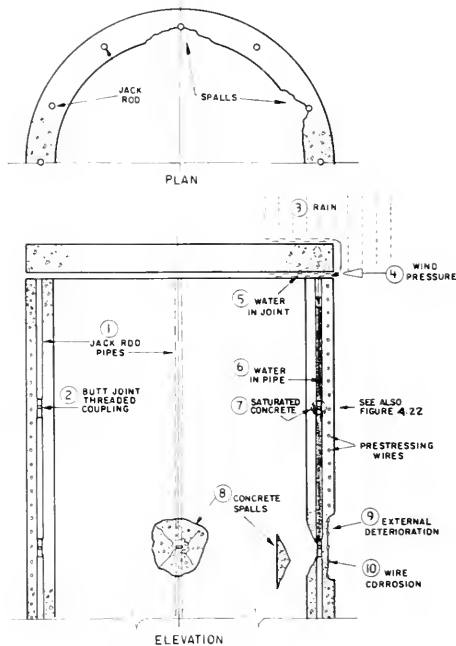 JACK
ROD
SPALLS
PLAN
3 RAIN
4 WIND
PRESSURE
5 WATER
IN JOINT
1
JACK ROD
PIPES
2 BUTT JOINT
THREADED
COUPLING
6 WATER
IN PIPE
7 SATURATED
CONCRETE
SEE ALSO
FIGURE 4.22
PRESTRESSING
WIRES
8 CONCRETE
SPALLS
9 EXTERNAL
DETERIORATION
10 WIRE
CORROSION
ELEVATION